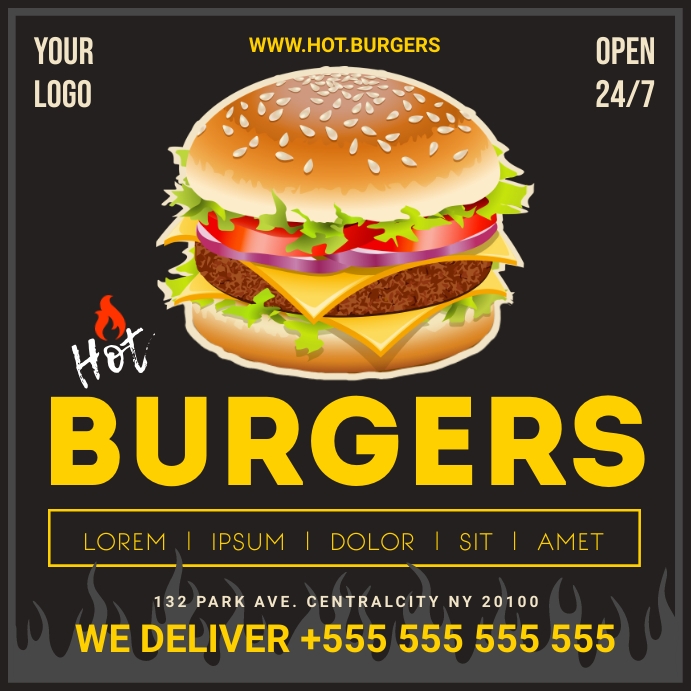 YOUR
LOGO
WWW.HOT.BURGERS
OPEN
24/7
Hot
BURGERS
LOREM | IPSUM | DOLOR | SIT | AMET
132 PARK AVE. CENTRALCITY NY 20100
WE DELIVER +555 555 555 555